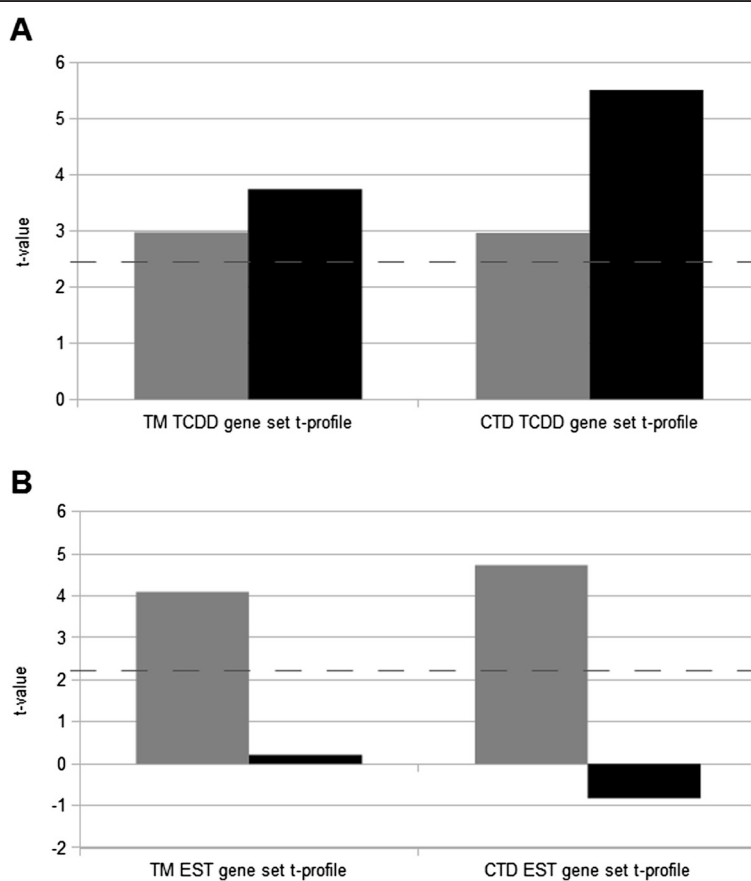 A
6
5
4
3
2
1
0
t-value
TM TCDD gene set t-profile
CTD TCDD gene set t-profile
B
6
5
4
3
2
1
0
-1
-2
t-value
TM EST gene set t-profile
CTD EST gene set t-profile